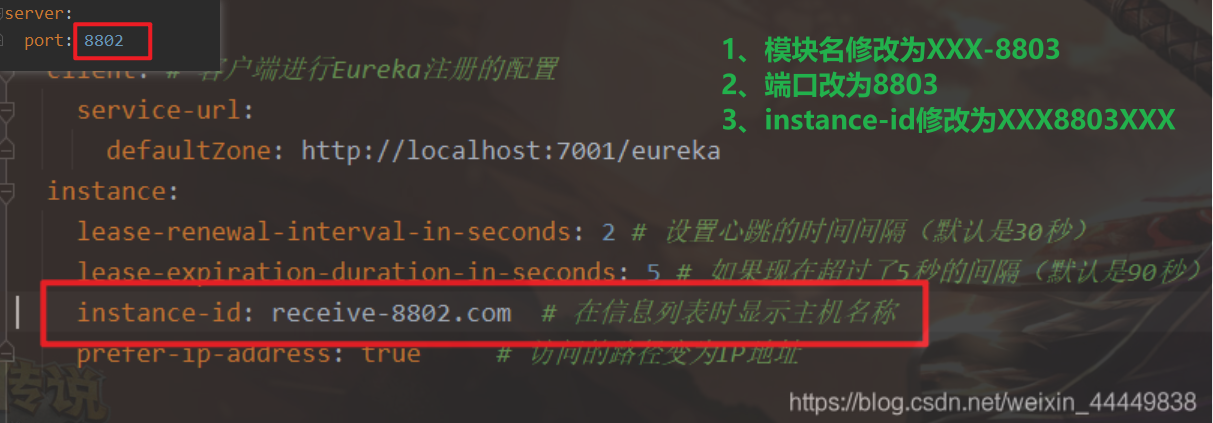 server:
port: 8802
client: # 客户端进行Eureka注册的配置
service-url:
defaultZone: http://localhost:7001/eureka
instance:
lease-renewal-interval-in-seconds: 2 # 设置心跳的时间间隔（默认是30秒）
lease-expiration-duration-in-seconds: 5 # 如果现在超过了5秒的间隔（默认是90秒）
instance-id: receive-8802.com # 在信息列表时显示主机名称
prefer-ip-address: true # 访问的路径变为IP地址
1、模块名修改为XXX-8803
2、端口改为8803
3、instance-id修改为XXX8803XXX
传说
https://blog.csdn.net/weixin_44449838